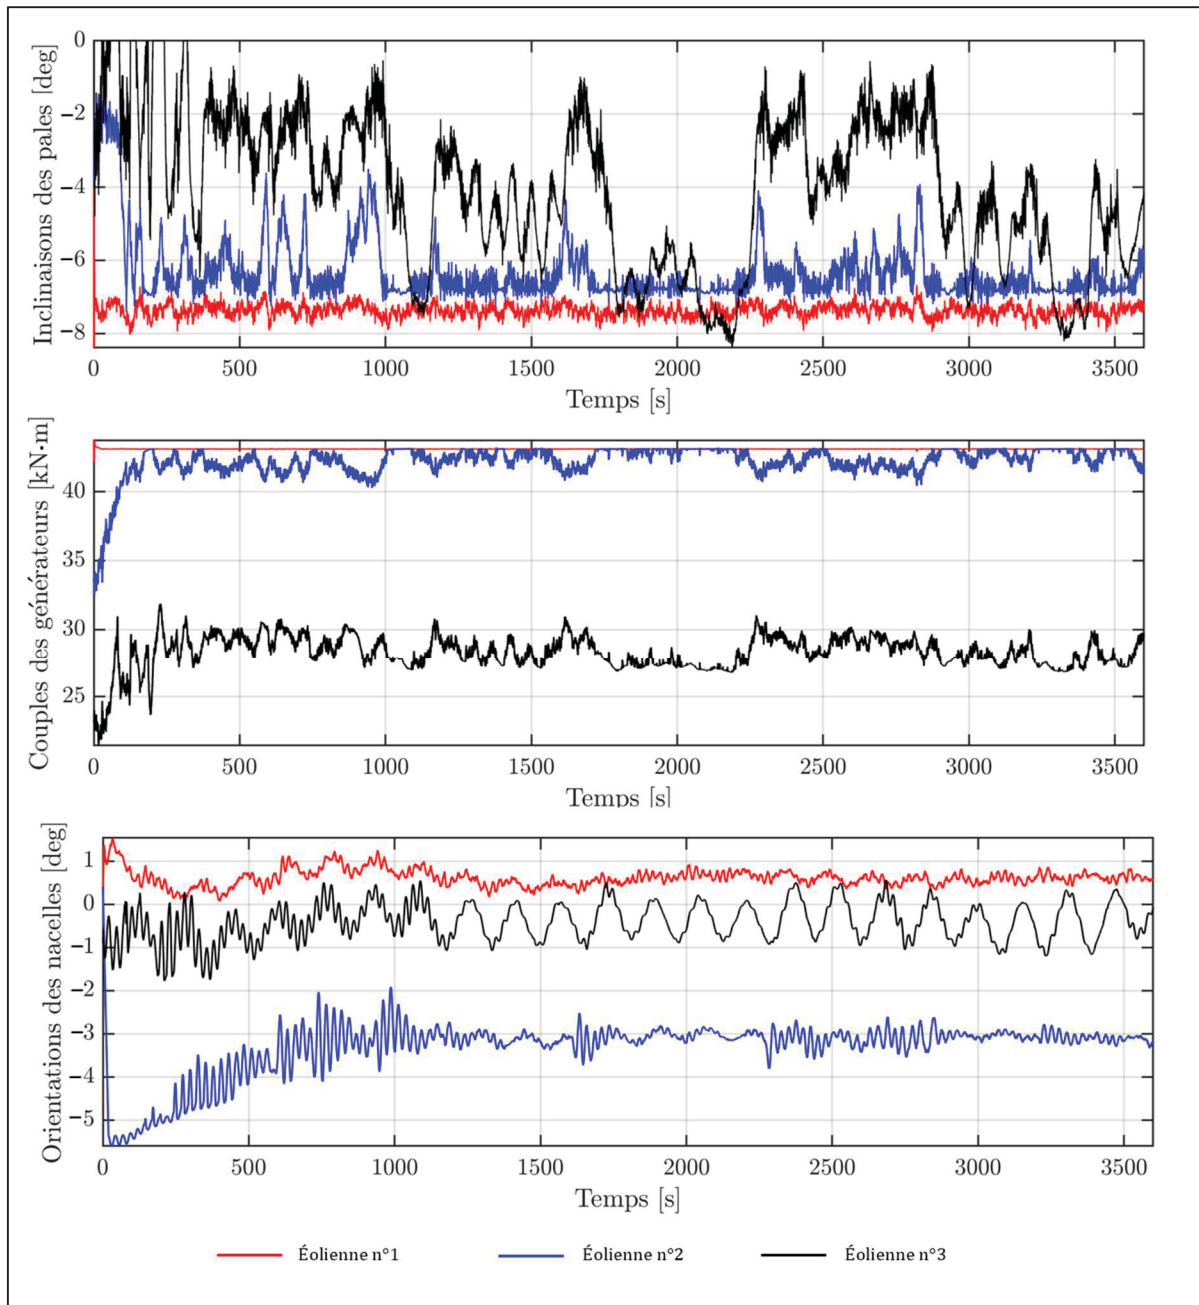 Inclinaisons des pales [deg]
0
−2
−4
−6
−8
0 500 1000 1500 2000 2500 3000 3500
Temps [s]
Couples des générateurs [kN·m]
40
35
30
25
0 500 1000 1500 2000 2500 3000 3500
Temps [s]
Orientations des nacelles [deg]
1
0
−1
−2
−3
−4
−5
0 500 1000 1500 2000 2500 3000 3500
Temps [s]
Éolienne n°1 Éolienne n°2 Éolienne n°3